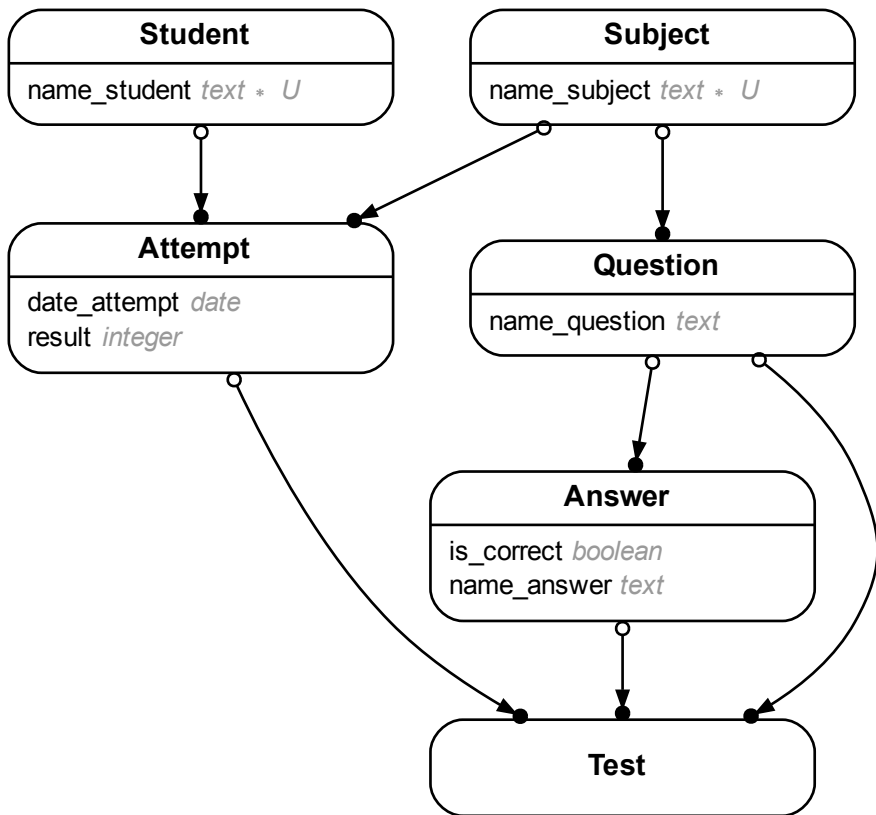 Student
name_student text * U
Subject
name_subject text * U
Attempt
date_attempt date
result integer
Question
name_question text
Answer
is_correct boolean
name_answer text
Test